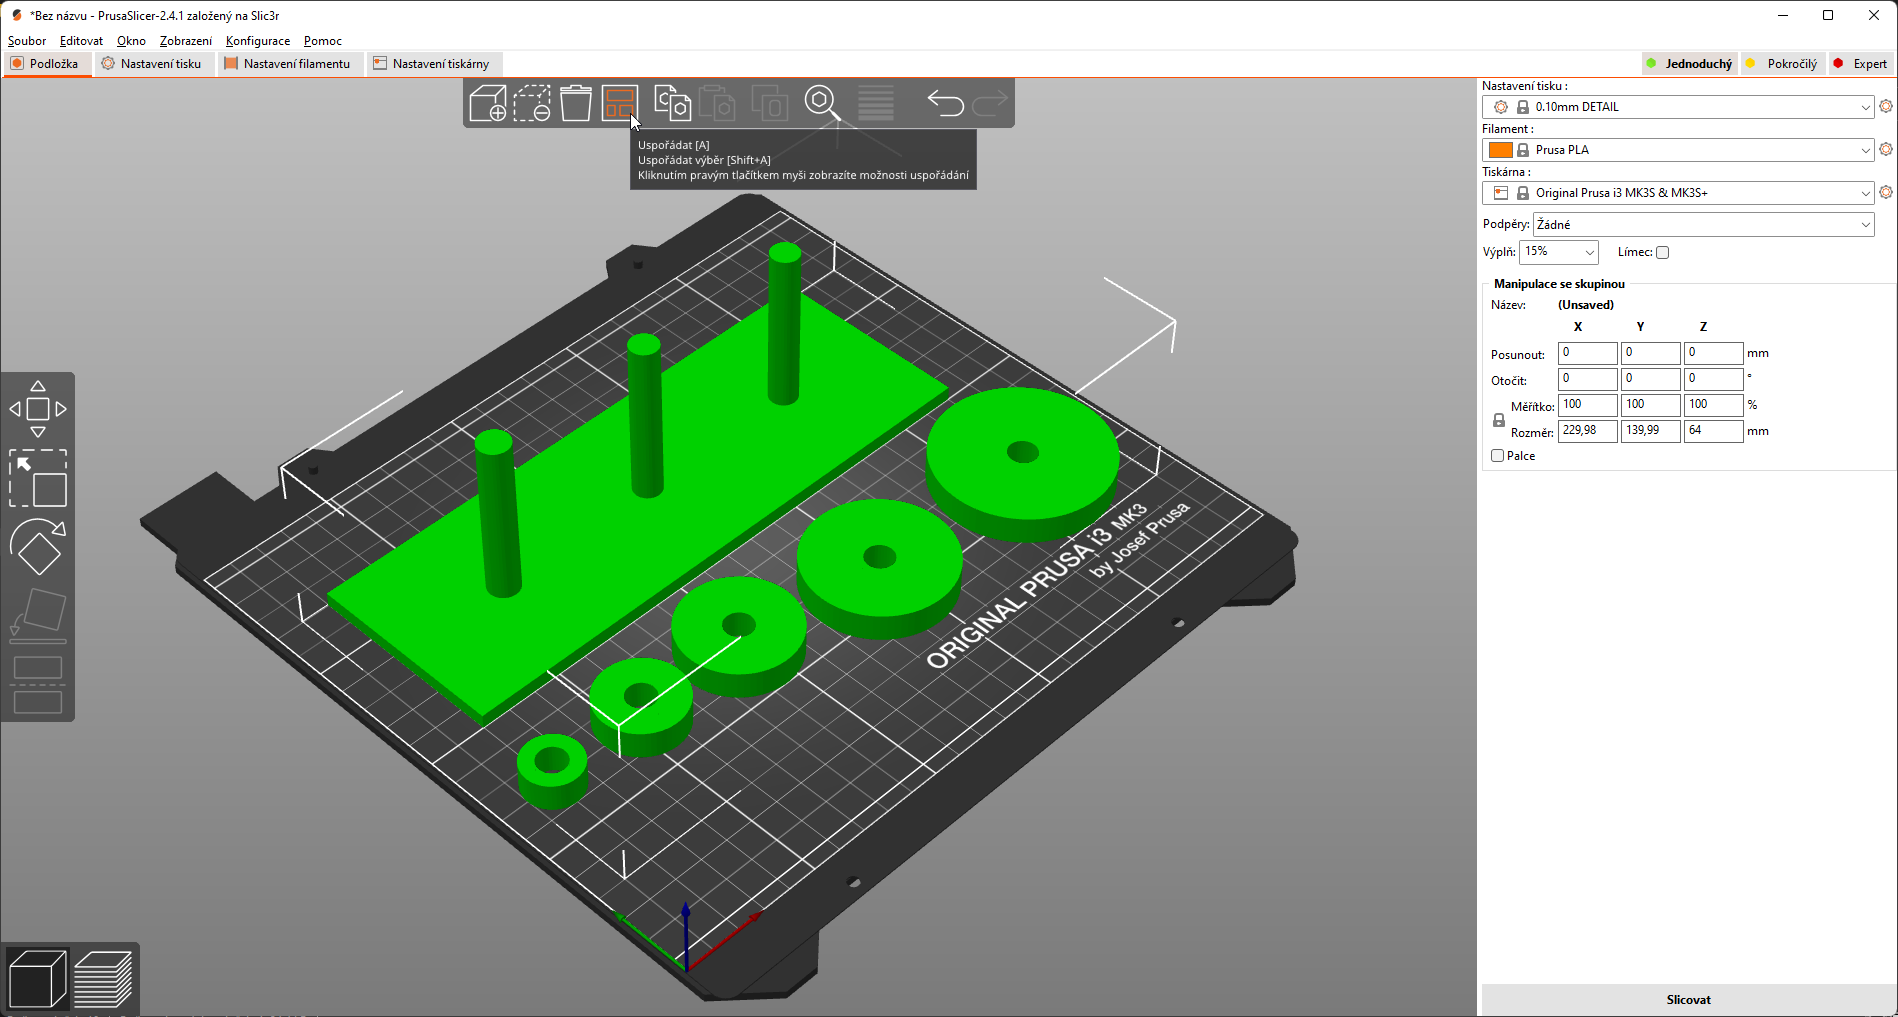 *Bez názvu - PrusaSlicer-2.4.1 založený na Slic3r
Soubor Editovat Okno Zobrazení Konfigurace Pomoc
Podložka Nastavení tisku Nastavení filamentu Nastavení tiskárny
Jednoduchý Pokročilý Expert
Uspořádat [A]
Uspořádat výběr [Shift+A]
Kliknutím pravým tlačítkem myši zobrazíte možnosti uspořádání
ORIGINAL PRUSA i3 MK3
by Josef Prusa
Nastavení tisku :
0.10mm DETAIL
Filament :
Prusa PLA
Tiskárna :
Original Prusa i3 MK3S & MK3S+
Podpěry: Žádné
Výplň: 15% Límec:
Manipulace se skupinou
Název: (Unsaved)
X Y Z
Posunout: 0 0 0 mm
Otočit: 0 0 0 °
Měřítko: 100 100 100 %
Rozměr: 229,98 139,99 64 mm
Palce
Slicovat